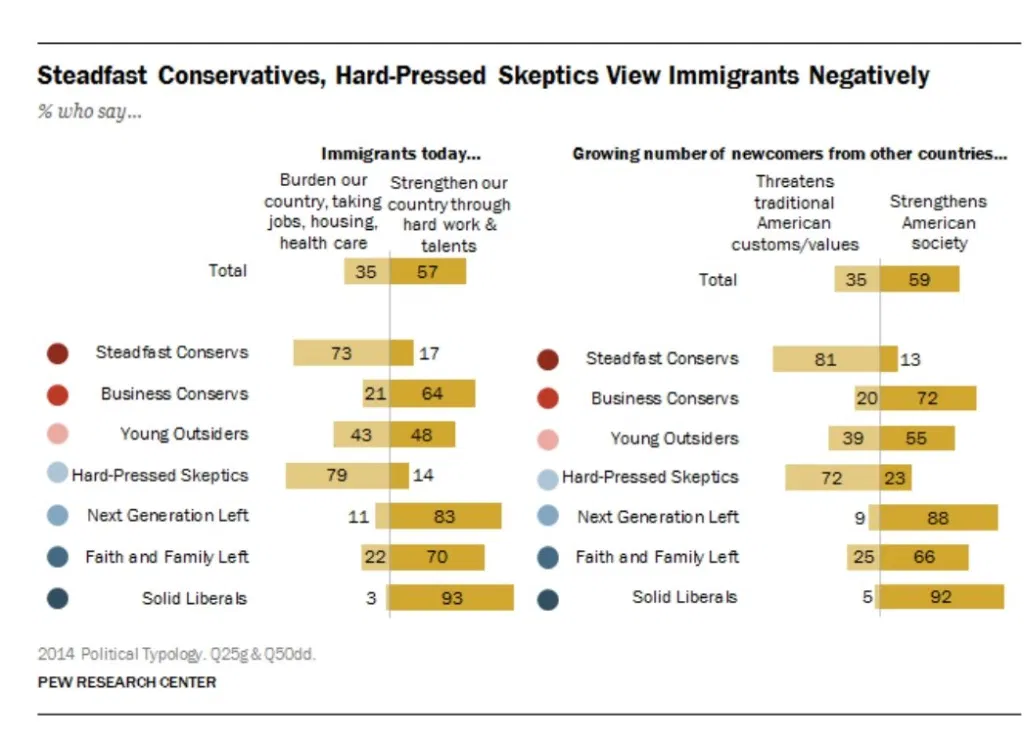 Steadfast Conservatives, Hard-Pressed Skeptics View Immigrants Negatively
% who say...
Immigrants today...
Burden our
country, taking
jobs, housing,
health care
Strengthen our
country through
hard work &
talents
Total 35 57
Steadfast Conservs 73 17
Business Conservs 21 64
Young Outsiders 43 48
Hard-Pressed Skeptics 79 14
Next Generation Left 11 83
Faith and Family Left 22 70
Solid Liberals 3 93
Growing number of newcomers from other countries...
Threatens
traditional
American
customs/values
Strengthens
American
society
Total 35 59
Steadfast Conservs 81 13
Business Conservs 20 72
Young Outsiders 39 55
Hard-Pressed Skeptics 72 23
Next Generation Left 9 88
Faith and Family Left 25 66
Solid Liberals 5 92
2014 Political Typology. Q25g & Q50dd.
PEW RESEARCH CENTER